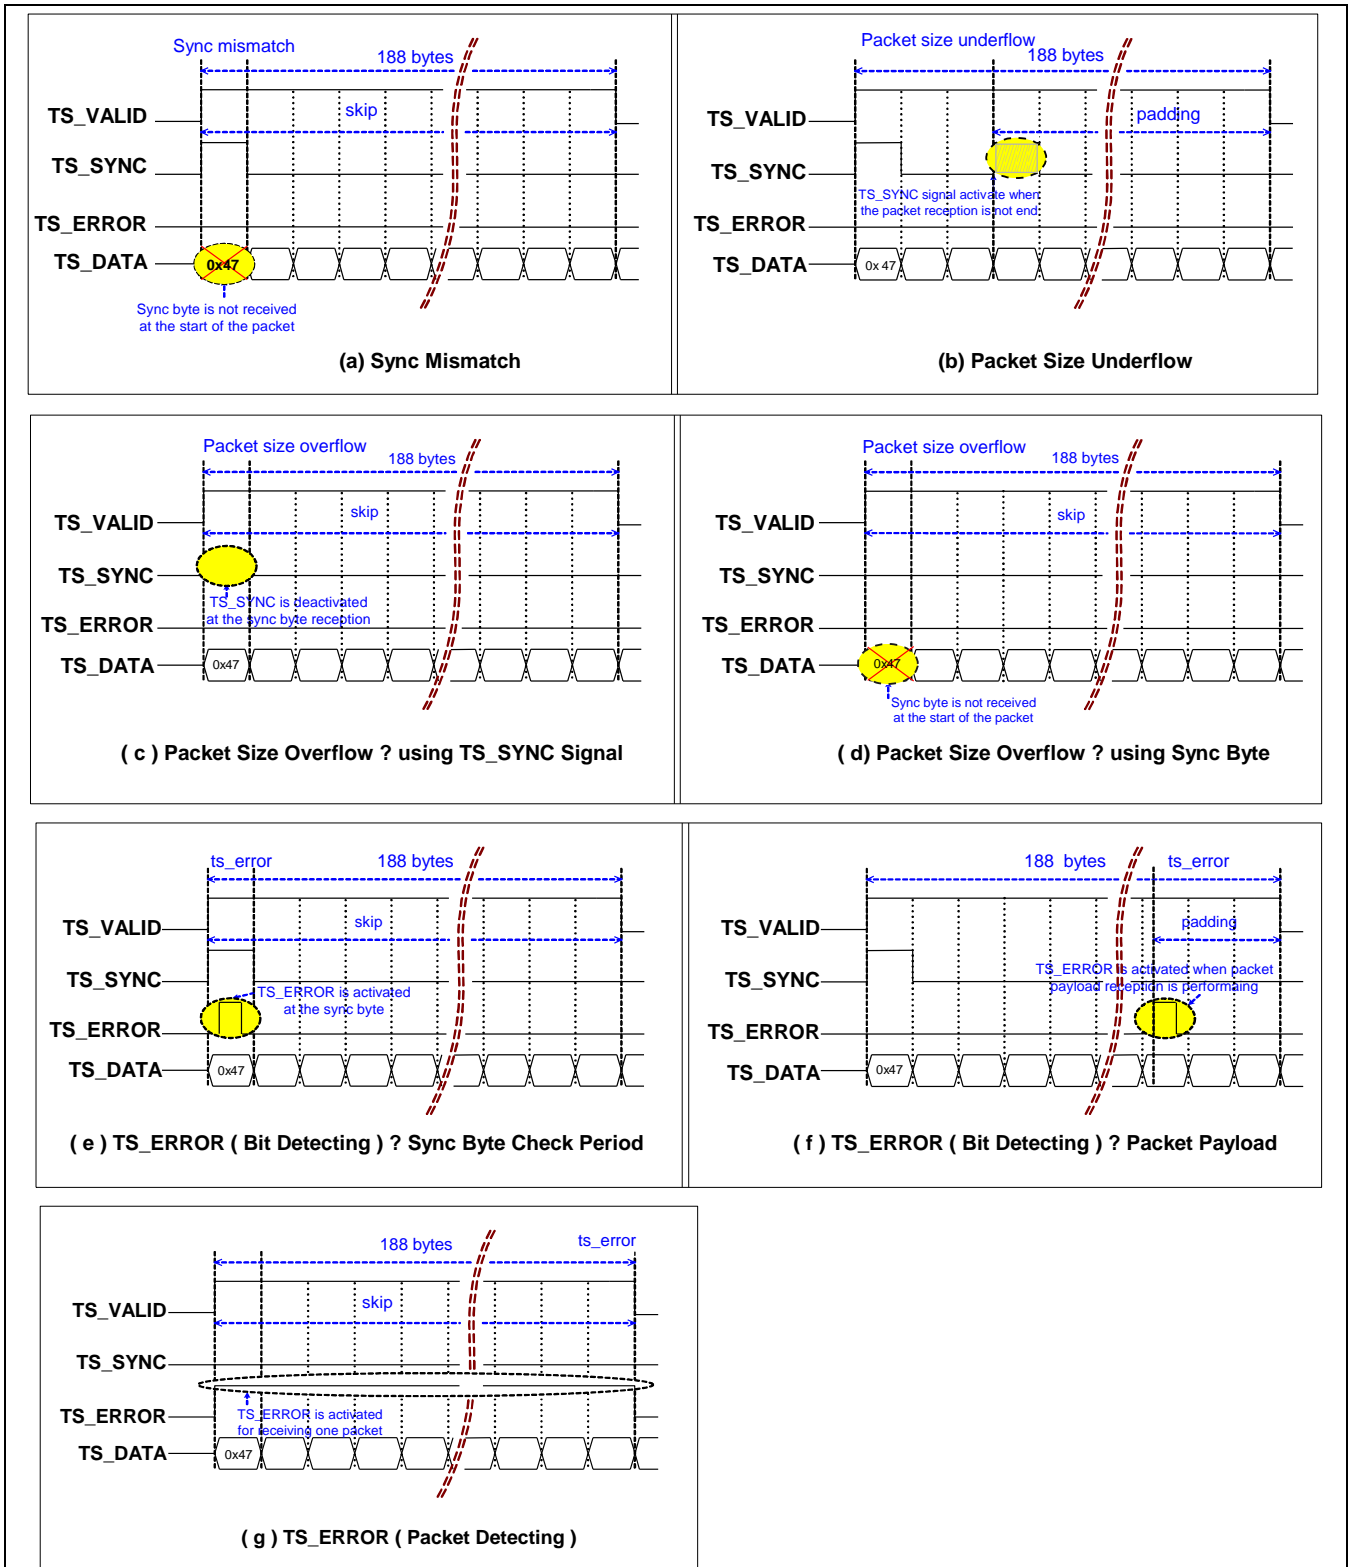 Sync mismatch
188 bytes
TS_VALID
skip
TS_SYNC
TS_ERROR
TS_DATA
0x47
Sync byte is not received
at the start of the packet
(a) Sync Mismatch
Packet size underflow
188 bytes
TS_VALID
padding
TS_SYNC
TS_SYNC signal activate when
the packet reception is not end.
TS_ERROR
TS_DATA
0x 47
(b) Packet Size Underflow
Packet size overflow
188 bytes
TS_VALID
skip
TS_SYNC
TS_SYNC is deactivated
at the sync byte reception
TS_ERROR
TS_DATA
0x47
( c ) Packet Size Overflow ? using TS_SYNC Signal
Packet size overflow
188 bytes
TS_VALID
skip
TS_SYNC
TS_ERROR
TS_DATA
0x47
Sync byte is not received
at the start of the packet
( d) Packet Size Overflow ? using Sync Byte
ts_error
188 bytes
TS_VALID
skip
TS_SYNC
TS_ERROR is activated
at the sync byte
TS_ERROR
TS_DATA
0x47
( e ) TS_ERROR ( Bit Detecting ) ? Sync Byte Check Period
188 bytes
ts_error
TS_VALID
padding
TS_SYNC
TS_ERROR is activated when packet
payload reception is performaing
TS_ERROR
TS_DATA
0x47
( f ) TS_ERROR ( Bit Detecting ) ? Packet Payload
188 bytes
ts_error
TS_VALID
skip
TS_SYNC
TS_ERROR
TS_ERROR is activated
for receiving one packet
TS_DATA
0x47
( g ) TS_ERROR ( Packet Detecting )